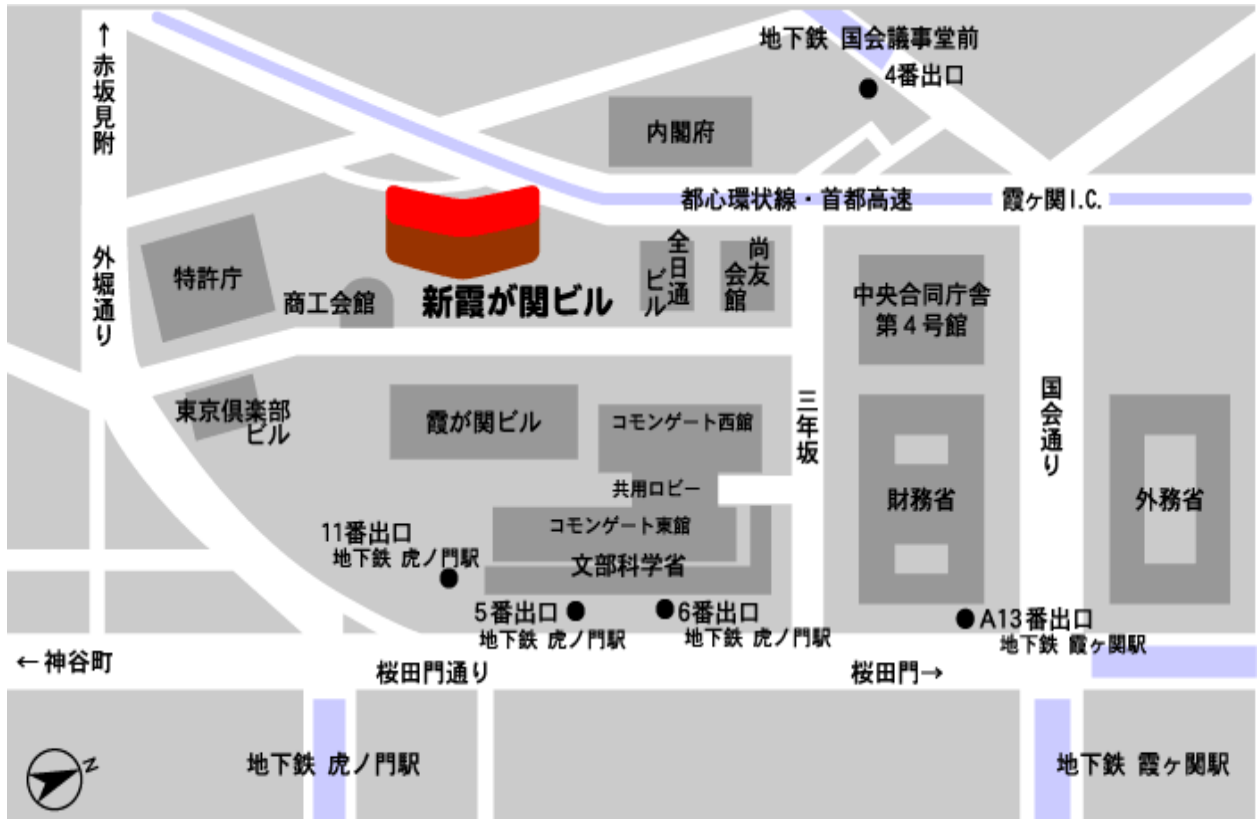 地下鉄 国会議事堂前
4番出口
↑赤坂見附
内閣府
都心環状線・首都高速
霞ヶ関I.C.
外堀通り
特許庁
商工会館
新霞が関ビル
全日通
ビル
尚友
会館
中央合同庁舎
第4号館
東京倶楽部
ビル
霞が関ビル
コモンゲート西館
三年坂
国会通り
共用ロビー
財務省
外務省
11番出口
地下鉄 虎ノ門駅
コモンゲート東館
文部科学省
5番出口
地下鉄 虎ノ門駅
6番出口
地下鉄 虎ノ門駅
A13番出口
地下鉄 霞ヶ関駅
←神谷町
桜田門通り
桜田門→
N
地下鉄 虎ノ門駅
地下鉄 霞ヶ関駅